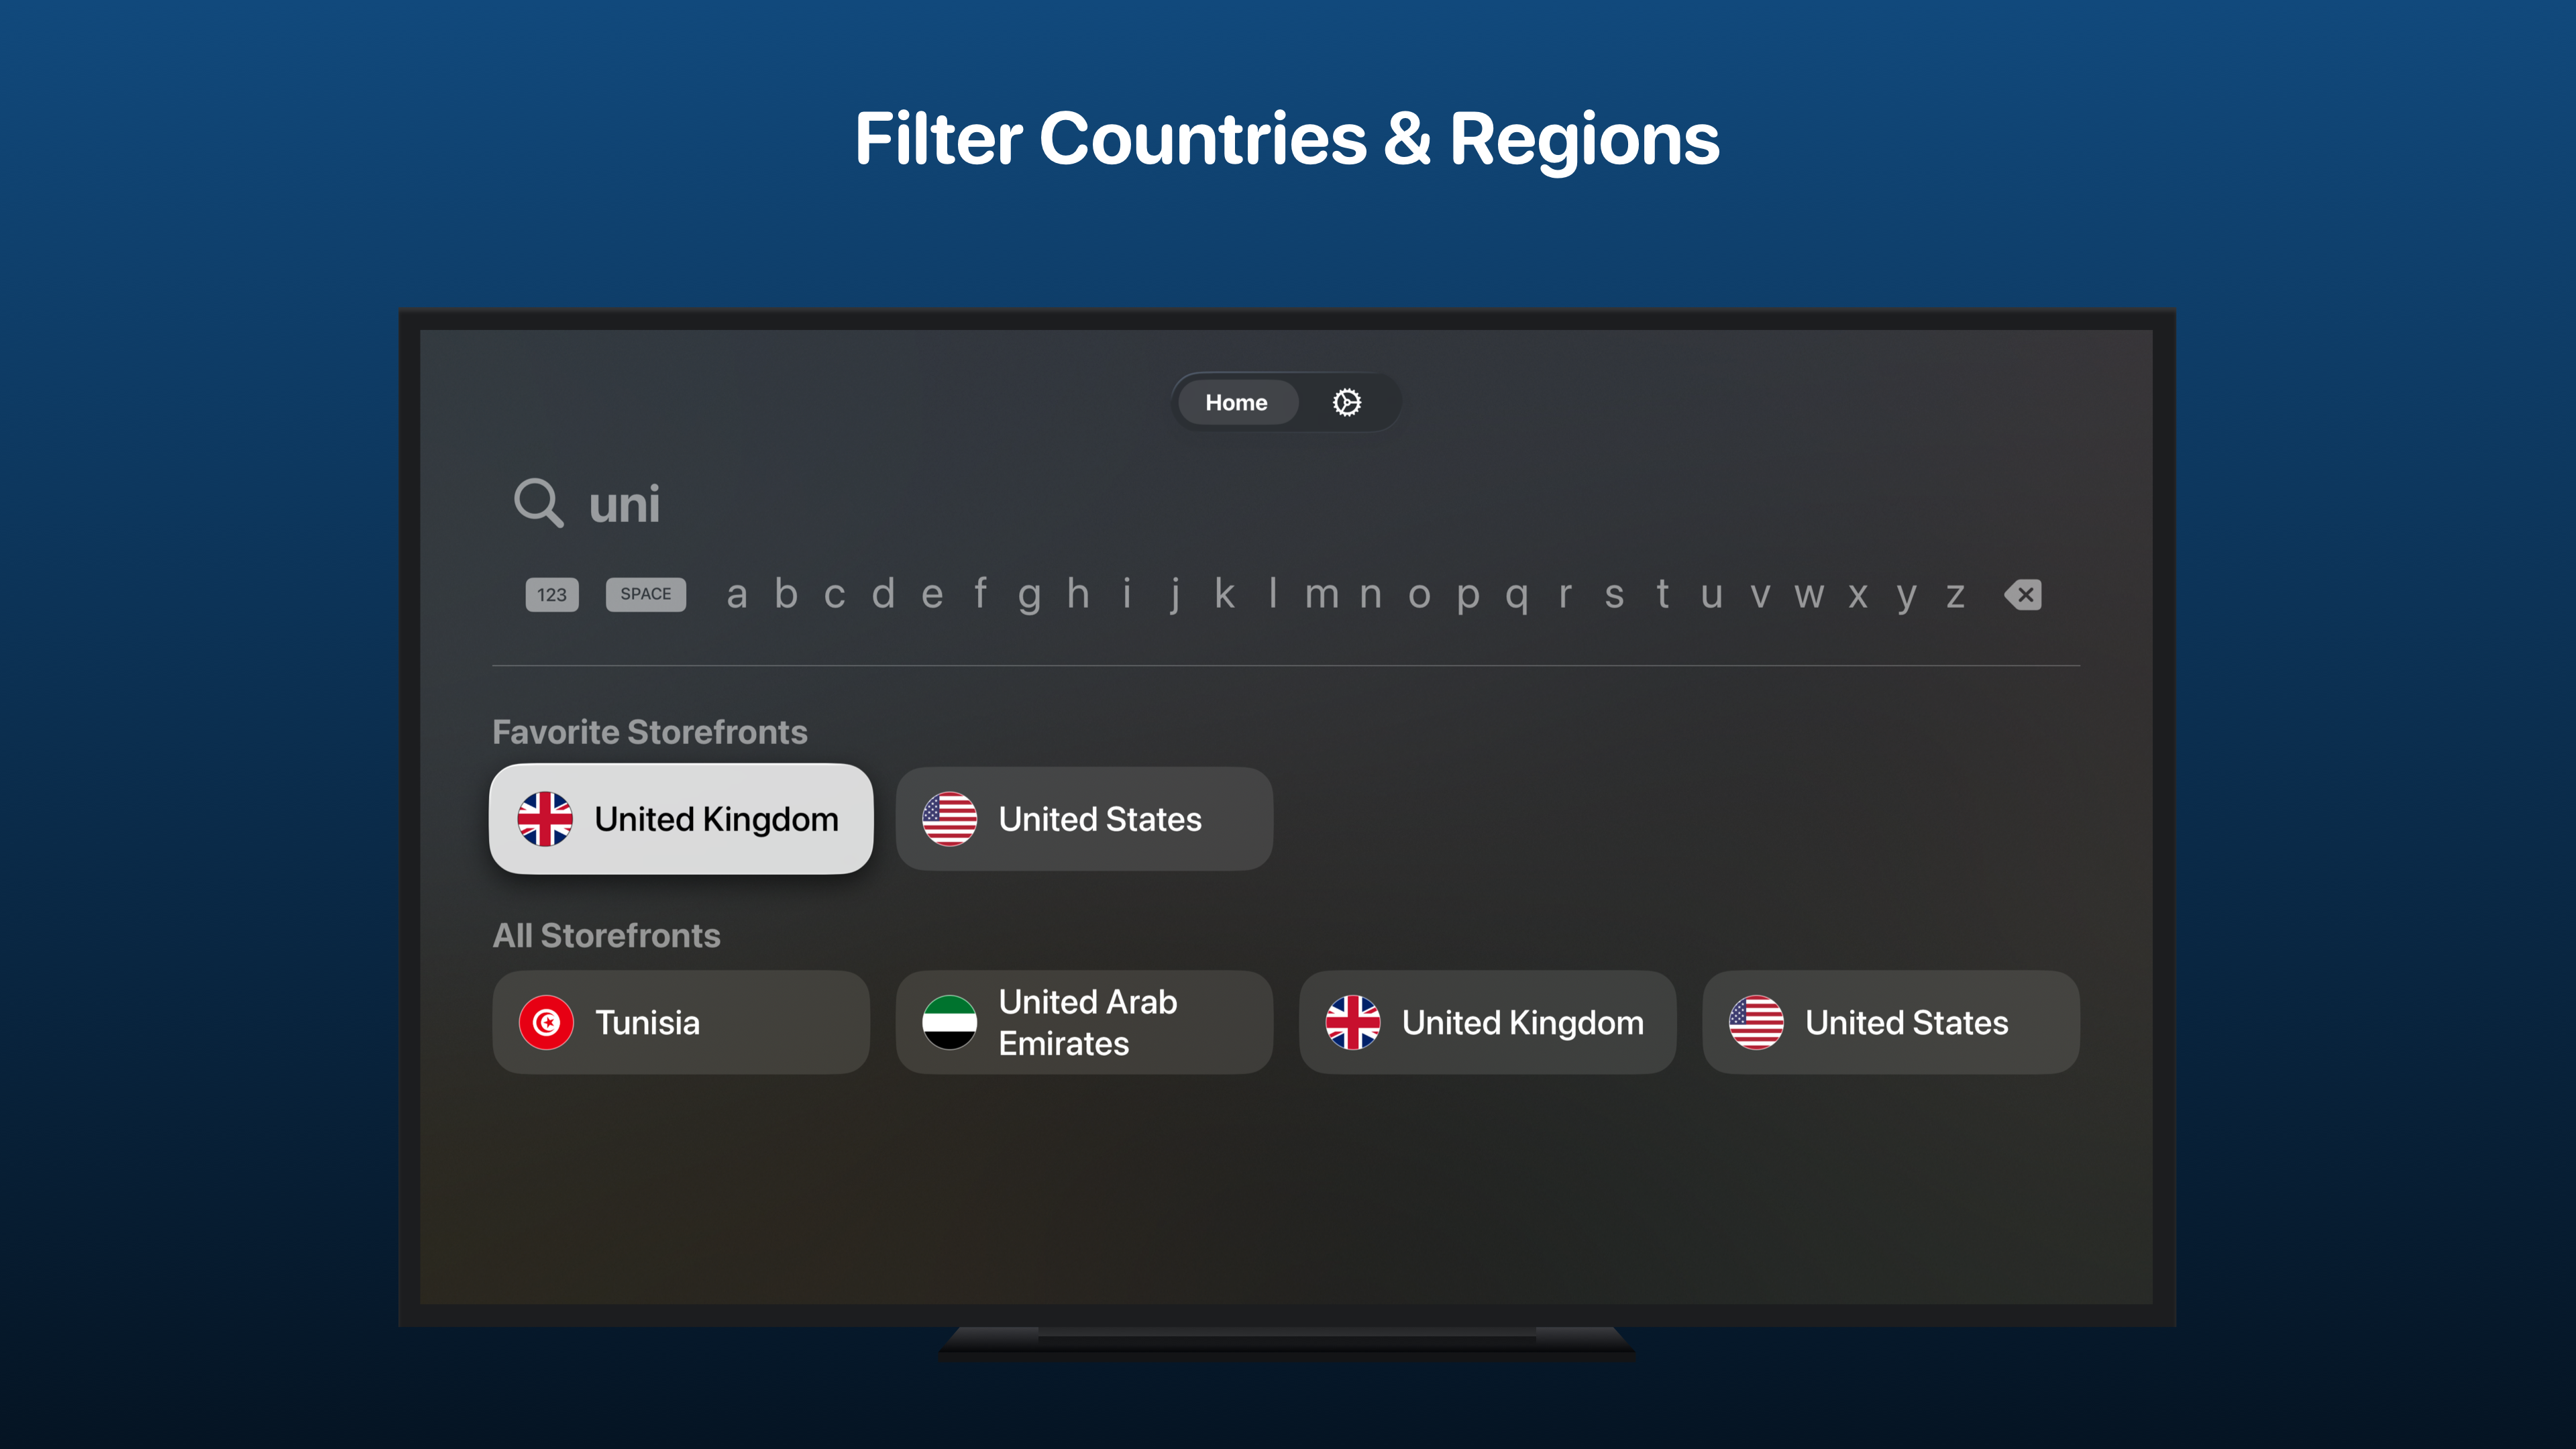 Filter Countries & Regions
Home
uni
123 SPACE a b c d e f g h i j k l m n o p q r s t u v w x y z
Favorite Storefronts
United Kingdom
United States
All Storefronts
Tunisia
United Arab
Emirates
United Kingdom
United States